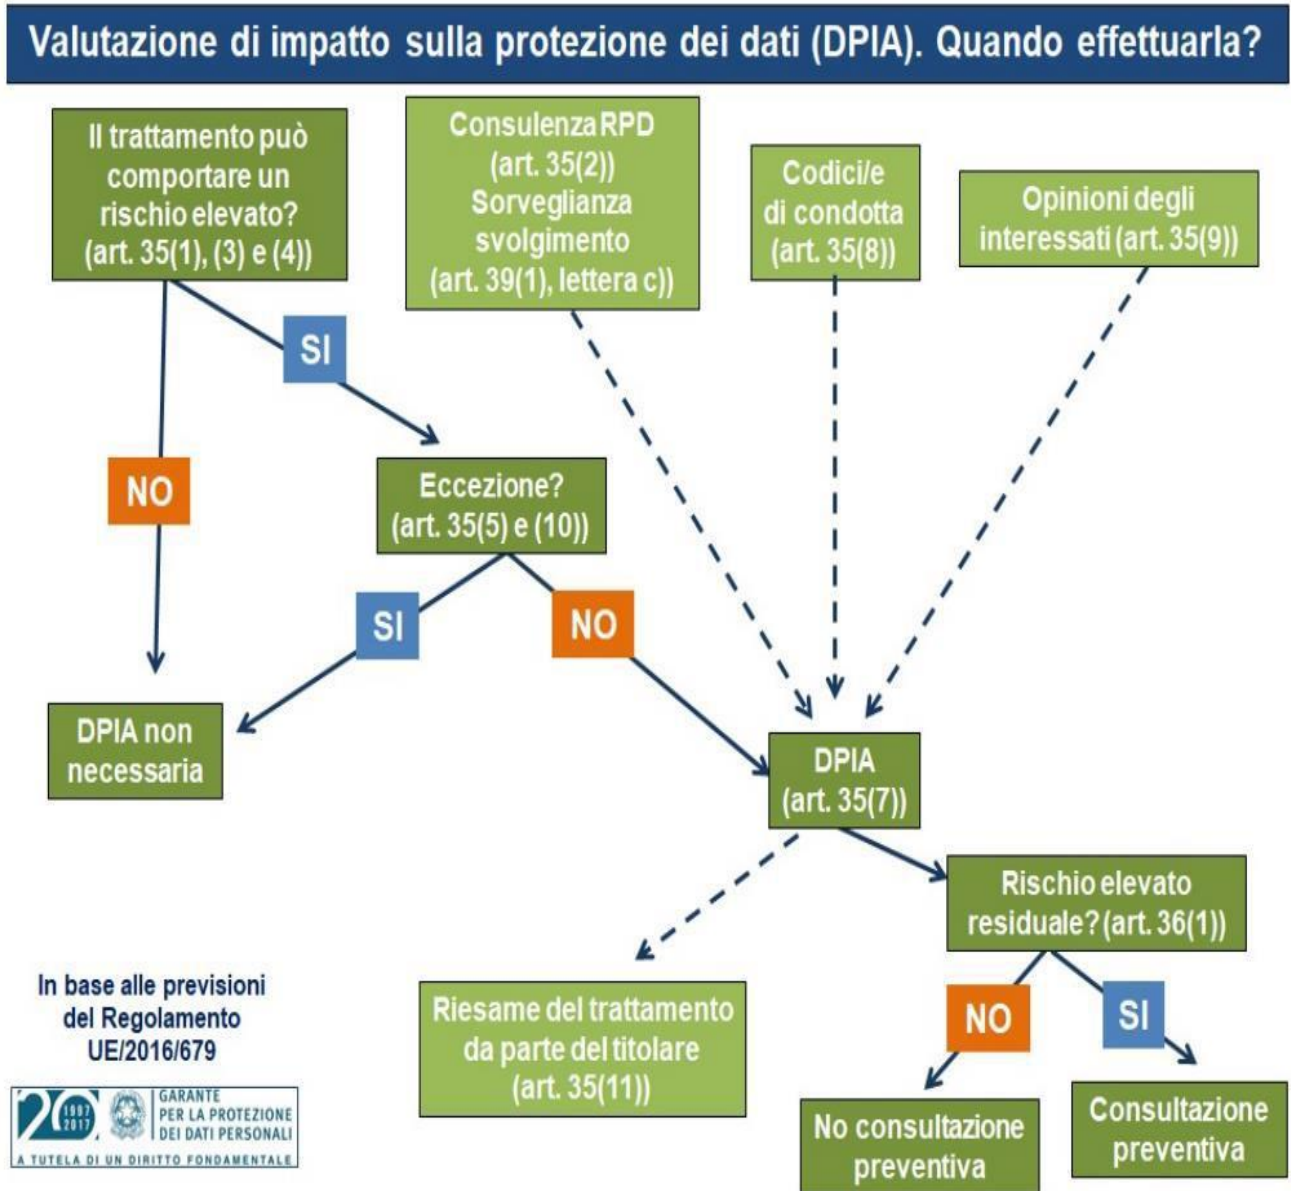 Valutazione di impatto sulla protezione dei dati (DPIA). Quando effettuarla?
Il trattamento può
comportare un
rischio elevato?
(art. 35(1), (3) e (4))
Consulenza RPD
(art. 35(2))
Sorveglianza
svolgimento
(art. 39(1), lettera c))
Codici/e
di condotta
(art. 35(8))
Opinioni degli
interessati (art. 35(9))
SI
NO
Eccezione?
(art. 35(5) e (10))
SI
NO
DPIA non
necessaria
DPIA
(art. 35(7))
Rischio elevato
residuale? (art. 36(1))
Riesame del trattamento
da parte del titolare
(art. 35(11))
NO
SI
No consultazione
preventiva
Consultazione
preventiva
In base alle previsioni
del Regolamento
UE/2016/679
20
1997
2017
GARANTE
PER LA PROTEZIONE
DEI DATI PERSONALI
A TUTELA DI UN DIRITTO FONDAMENTALE